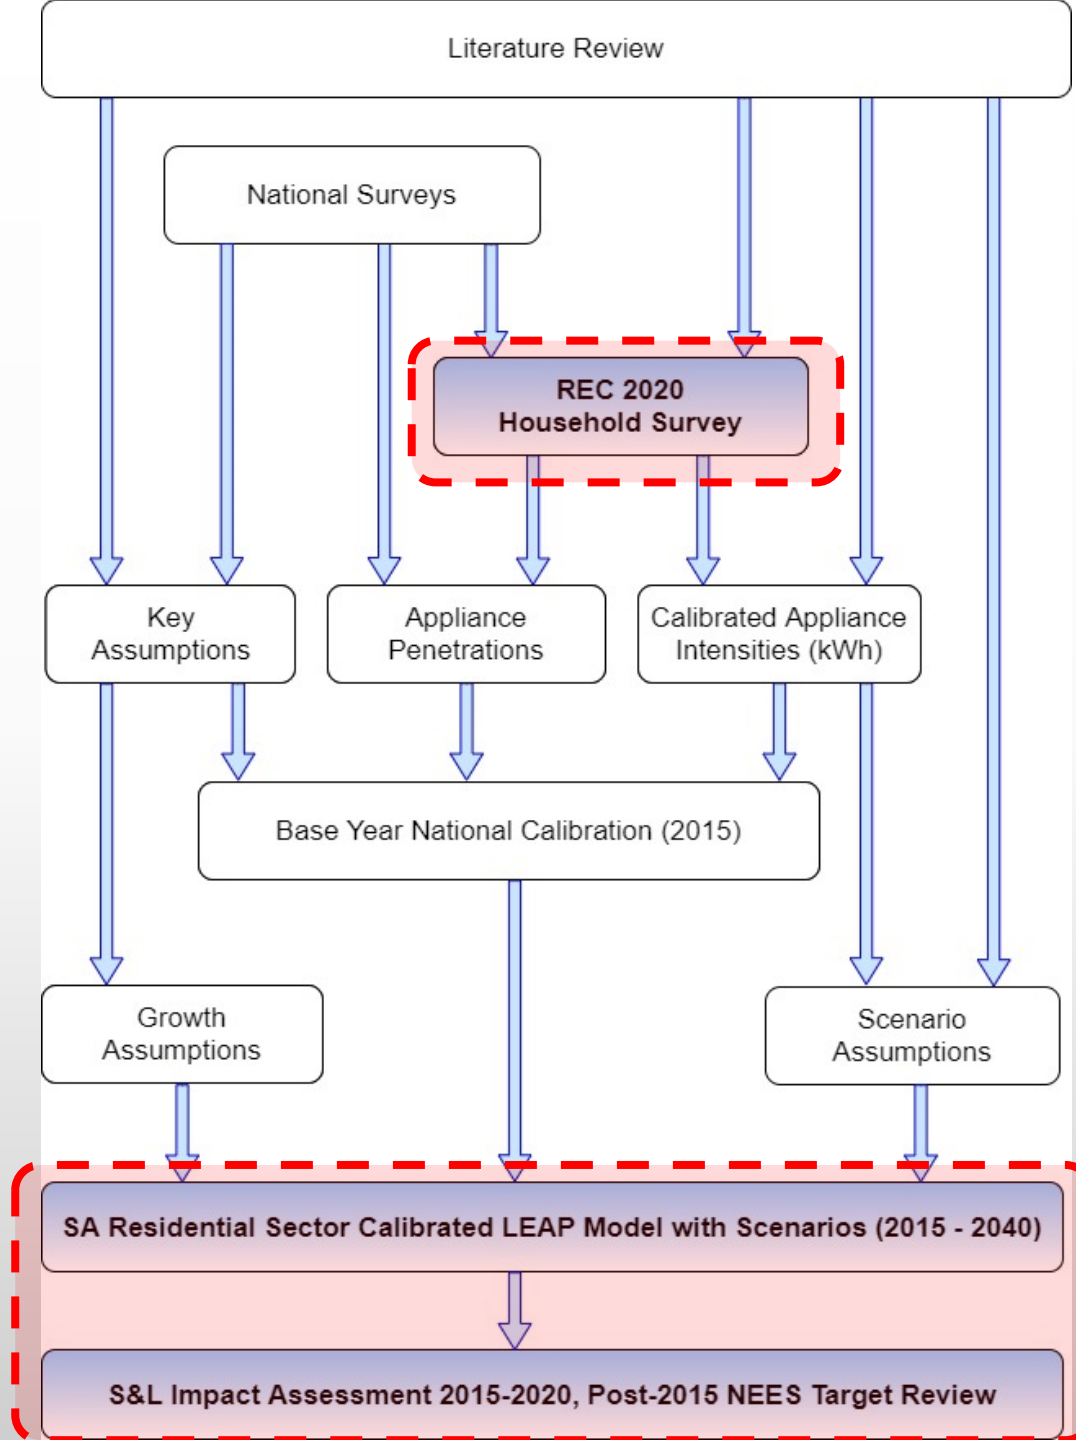 Literature Review
National Surveys
REC 2020
Household Survey
Key
Assumptions
Appliance
Penetrations
Calibrated Appliance
Intensities (kWh)
Base Year National Calibration (2015)
Growth
Assumptions
Scenario
Assumptions
SA Residential Sector Calibrated LEAP Model with Scenarios (2015 - 2040)
S&L Impact Assessment 2015-2020, Post-2015 NEES Target Review